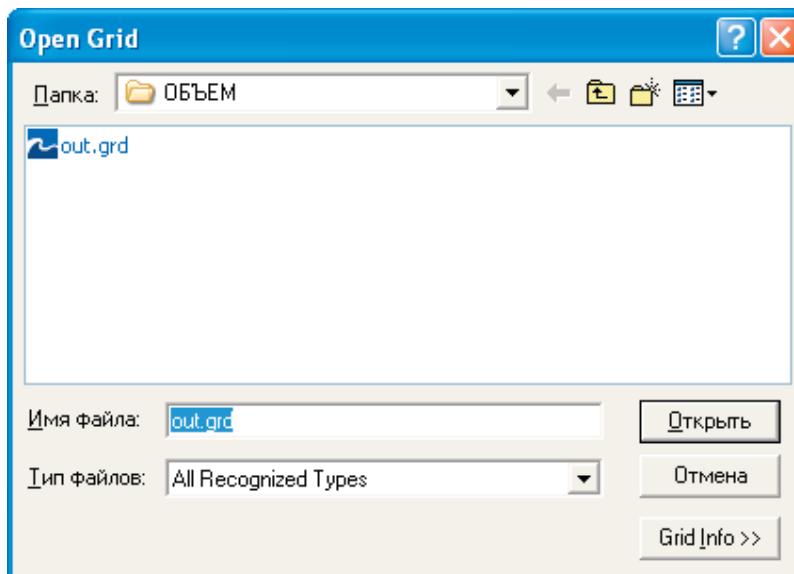 Open Grid
Папка: ОБЪЕМ
out.grd
Имя файла: out.grd Открыть
Тип файлов: All Recognized Types Отмена
Grid Info >>